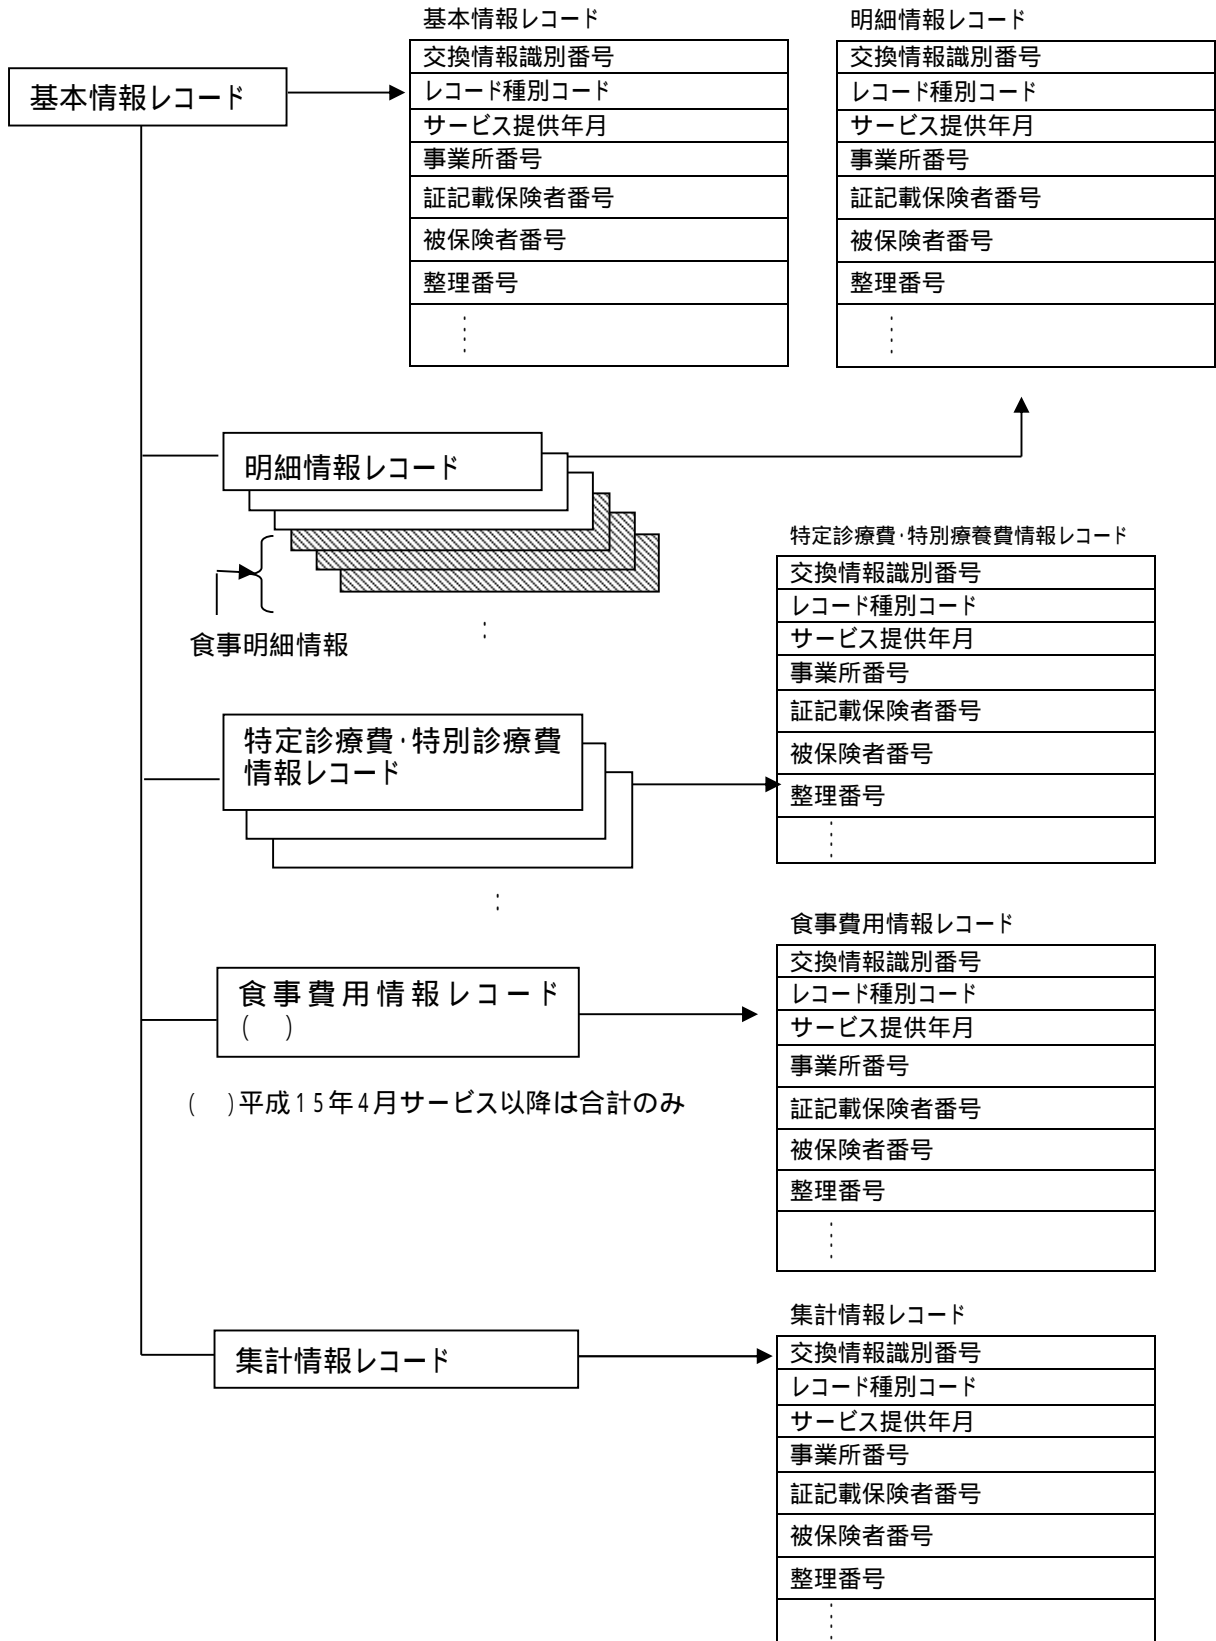 基本情報レコード
基本情報レコード
交換情報識別番号
レコード種別コード
サービス提供年月
事業所番号
証記載保険者番号
被保険者番号
整理番号
明細情報レコード
交換情報識別番号
レコード種別コード
サービス提供年月
事業所番号
証記載保険者番号
被保険者番号
整理番号
明細情報レコード
食事明細情報
特定診療費・特別療養費情報レコード
交換情報識別番号
レコード種別コード
サービス提供年月
事業所番号
証記載保険者番号
被保険者番号
整理番号
特定診療費・特別診療費
情報レコード
食事費用情報レコード
(　)
(　)平成15年4月サービス以降は合計のみ
食事費用情報レコード
交換情報識別番号
レコード種別コード
サービス提供年月
事業所番号
証記載保険者番号
被保険者番号
整理番号
集計情報レコード
集計情報レコード
交換情報識別番号
レコード種別コード
サービス提供年月
事業所番号
証記載保険者番号
被保険者番号
整理番号